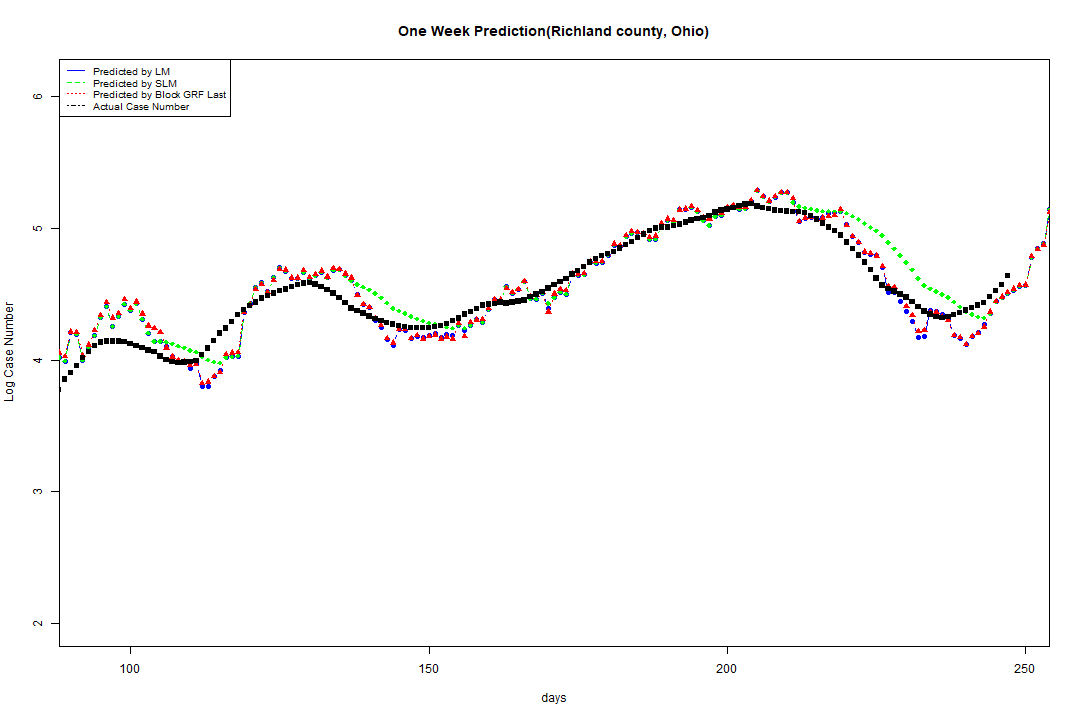 One Week Prediction(Richland county, Ohio)
Predicted by LM
Predicted by SLM
Predicted by Block GRF Last
Actual Case Number
6
5
4
3
2
Log Case Number
100
150
200
250
days